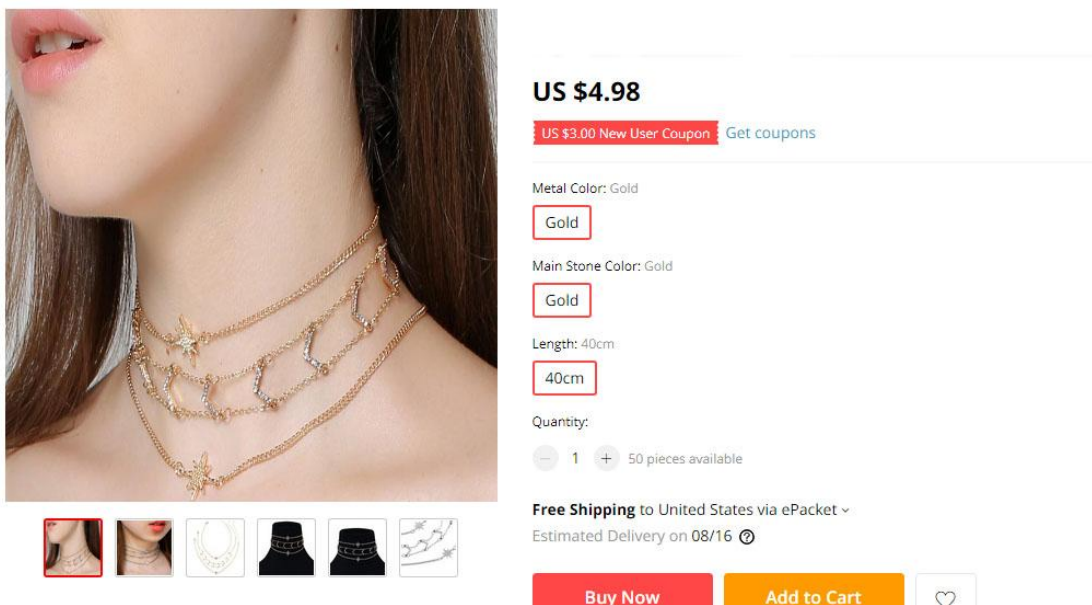 US $4.98
US $3.00 New User Coupon Get coupons
Metal Color: Gold
Gold
Main Stone Color: Gold
Gold
Length: 40cm
40cm
Quantity:
− 1 + 50 pieces available
Free Shipping to United States via ePacket
Estimated Delivery on 08/16 ?
Buy Now Add to Cart